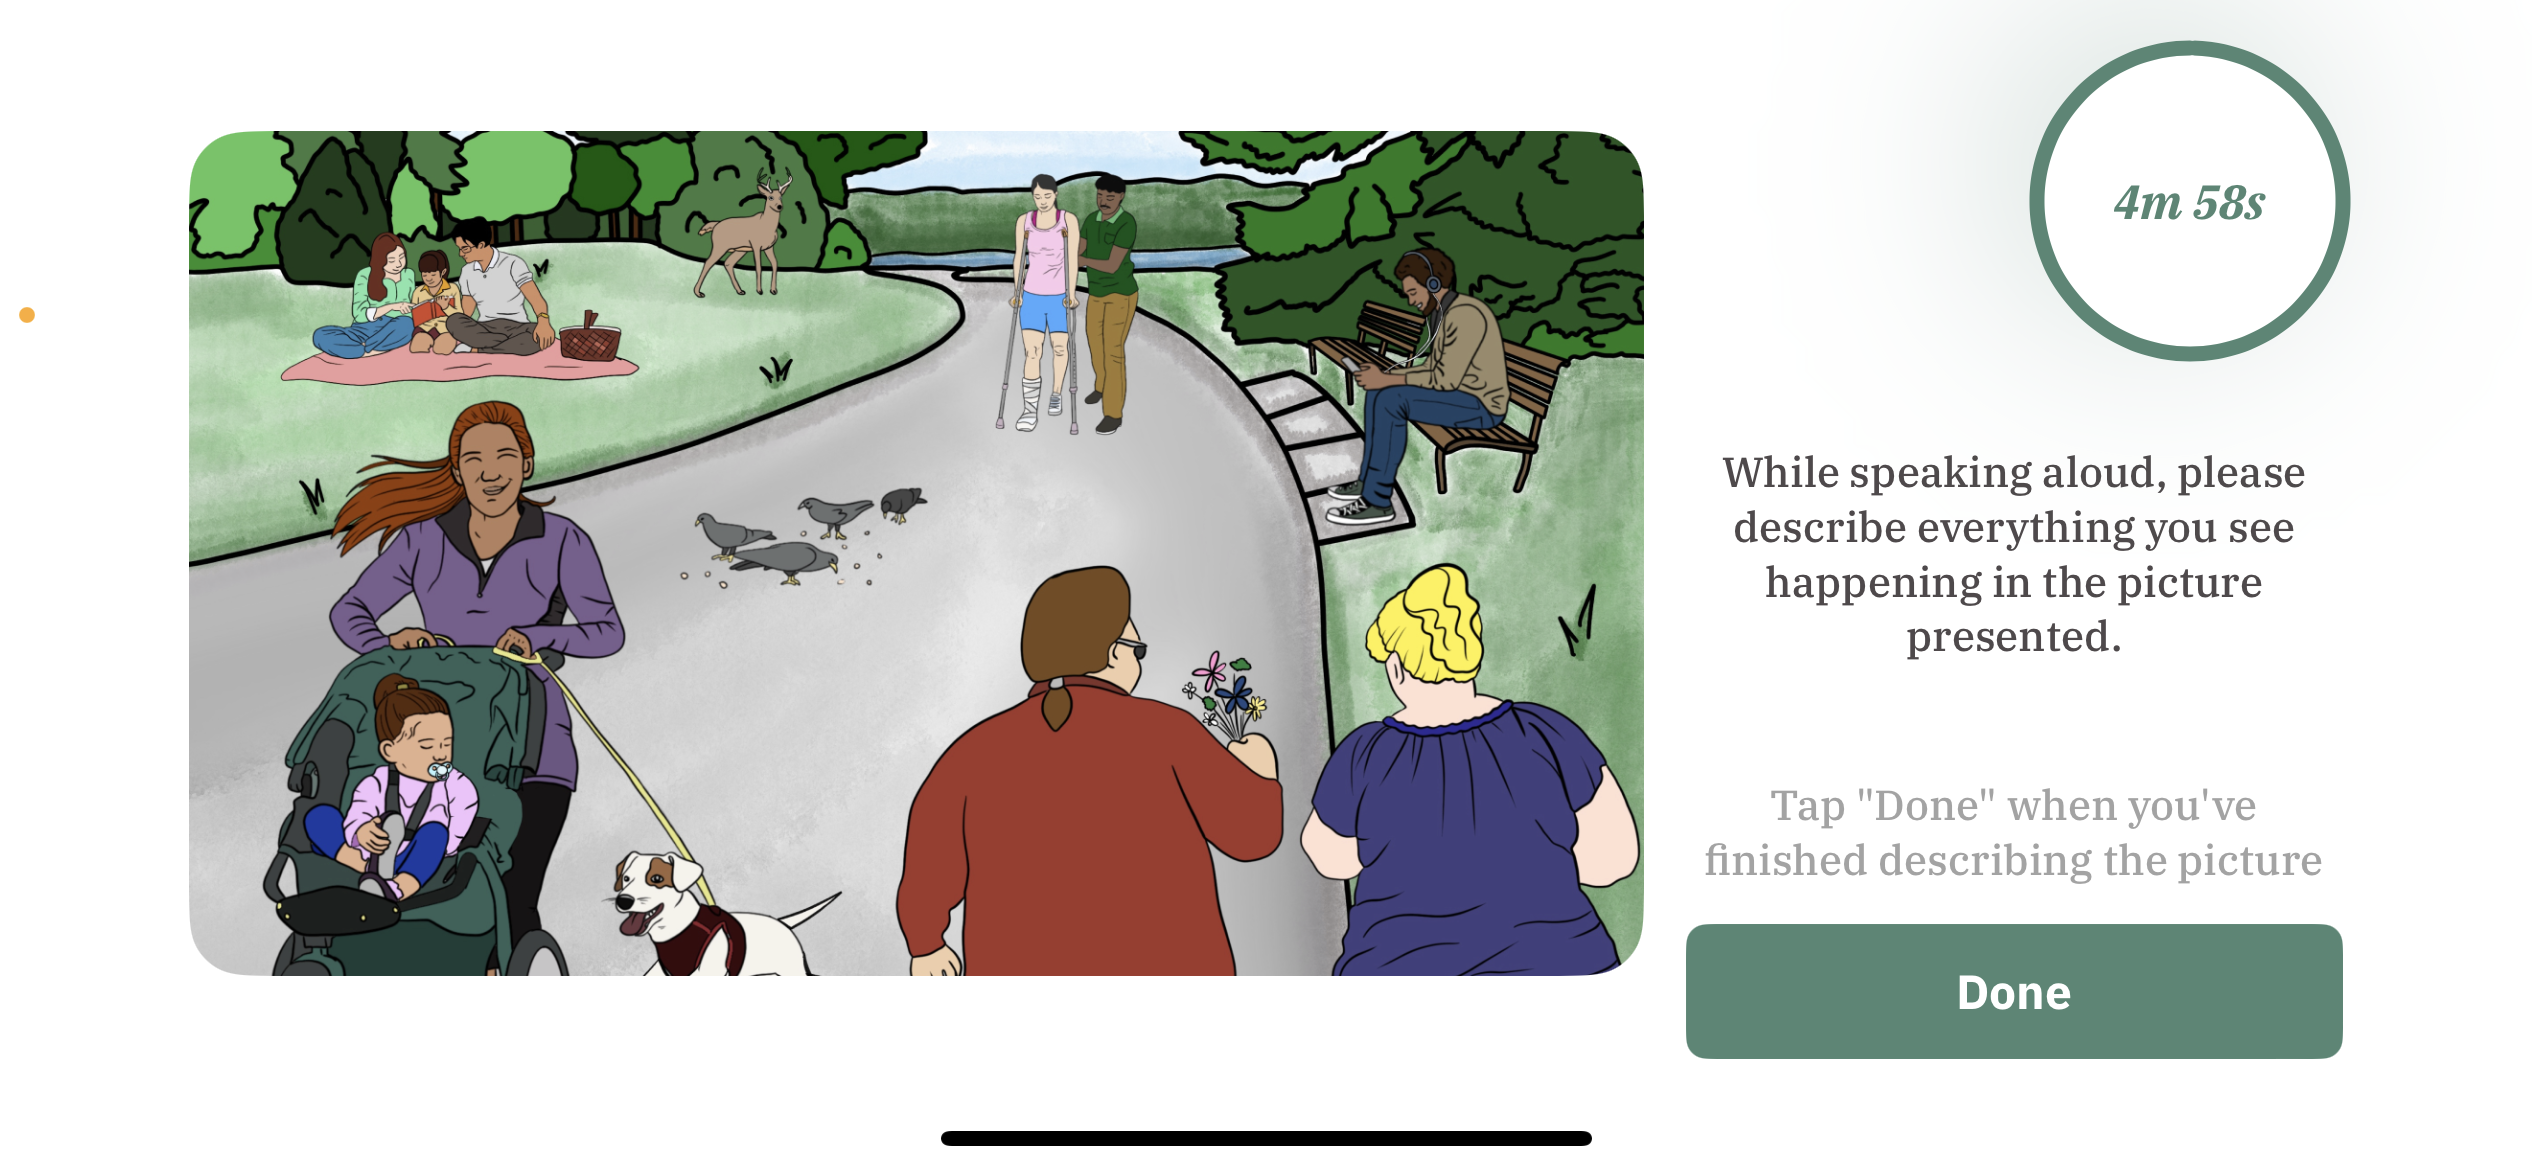 4m 58s
While speaking aloud, please
describe everything you see
happening in the picture
presented.
Tap "Done" when you've
finished describing the picture
Done